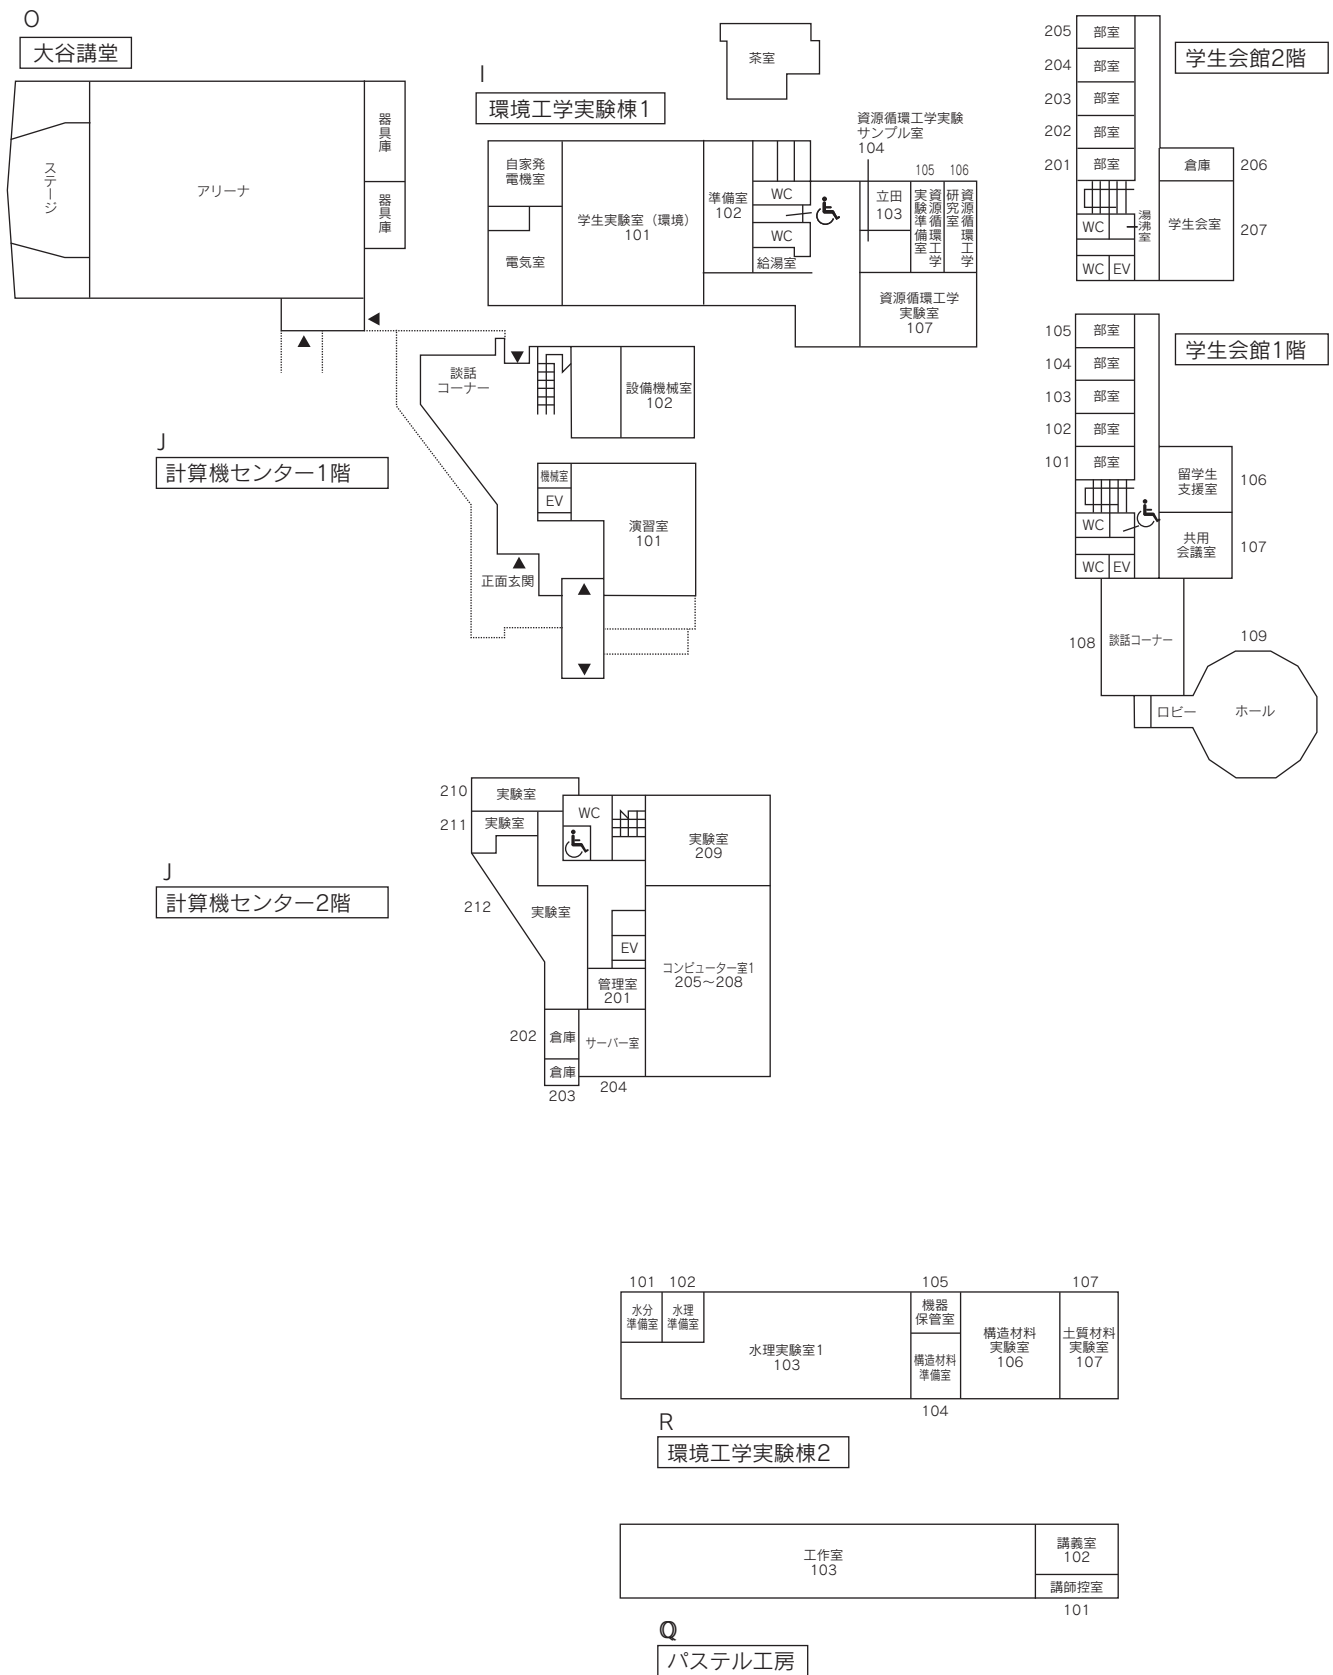 O
大谷講堂
ステージ
アリーナ
器具庫
器具庫
I
環境工学実験棟1
茶室
自家発
電機室
電気室
学生実験室（環境）
101
準備室
102
WC
WC
給湯室
資源循環工学実験
サンプル室
104
立田
103
105
資源循環工学
実験準備室
106
資源循環工学
研究室
資源循環工学
実験室
107
学生会館2階
205
部室
204
部室
203
部室
202
部室
201
部室
倉庫
206
WC
湯沸室
学生会室
207
WC
EV
学生会館1階
105
部室
104
部室
103
部室
102
部室
101
部室
留学生
支援室
106
WC
共用
会議室
107
WC
EV
108
談話コーナー
109
ロビー
ホール
J
計算機センター1階
談話
コーナー
設備機械室
102
機械室
EV
演習室
101
正面玄関
J
計算機センター2階
210
実験室
211
実験室
WC
実験室
209
212
実験室
EV
コンピューター室1
205〜208
管理室
201
202
倉庫
サーバー室
倉庫
203
204
101
102
105
107
水分
準備室
水理
準備室
水理実験室1
103
機器
保管室
構造材料
準備室
104
構造材料
実験室
106
土質材料
実験室
107
R
環境工学実験棟2
工作室
103
講義室
102
講師控室
101
Q
パステル工房